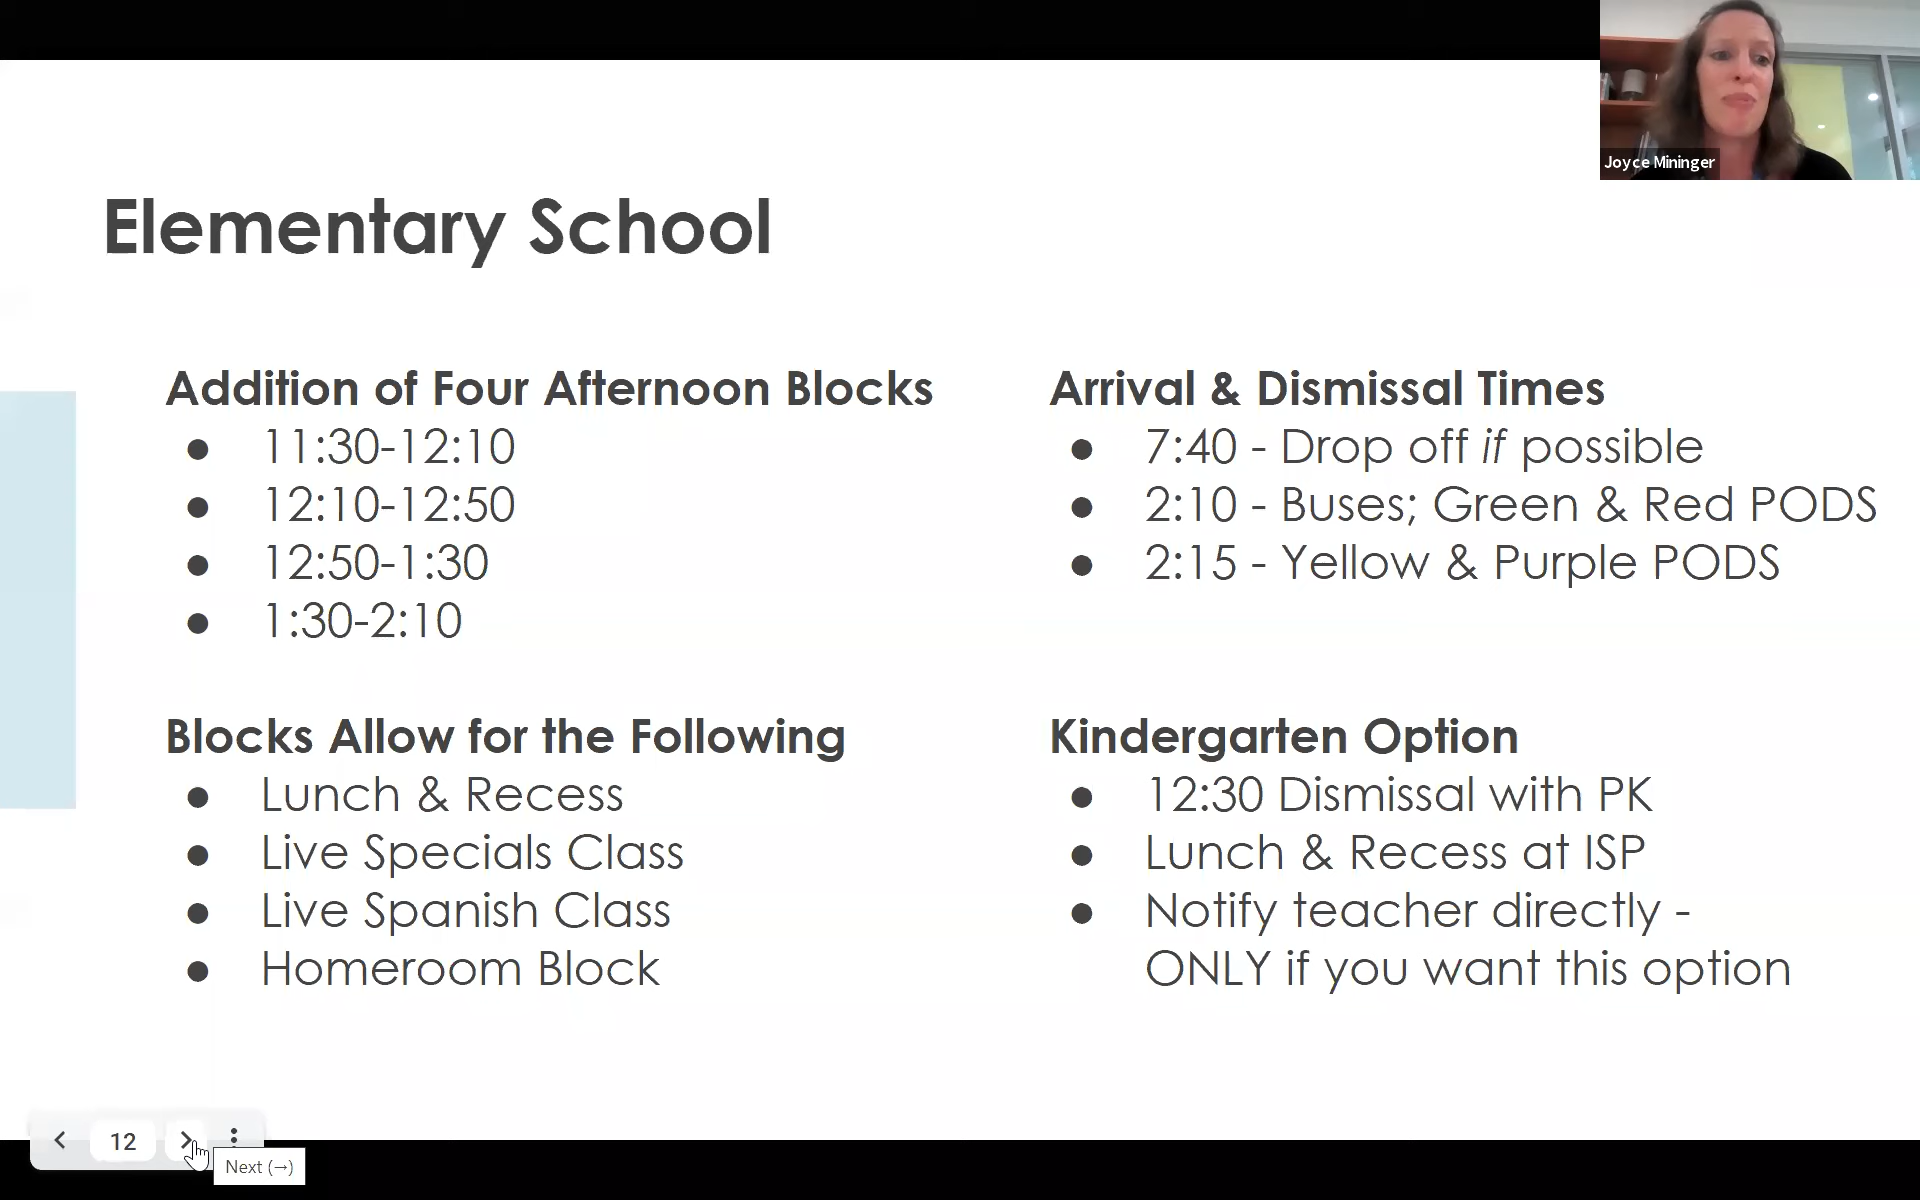 Joyce Mininger
Elementary School
Addition of Four Afternoon Blocks
● 11:30-12:10
● 12:10-12:50
● 12:50-1:30
● 1:30-2:10
Blocks Allow for the Following
● Lunch & Recess
● Live Specials Class
● Live Spanish Class
● Homeroom Block
Arrival & Dismissal Times
● 7:40 - Drop off if possible
● 2:10 - Buses; Green & Red PODS
● 2:15 - Yellow & Purple PODS
Kindergarten Option
● 12:30 Dismissal with PK
● Lunch & Recess at ISP
● Notify teacher directly -
ONLY if you want this option
12
Next (→)